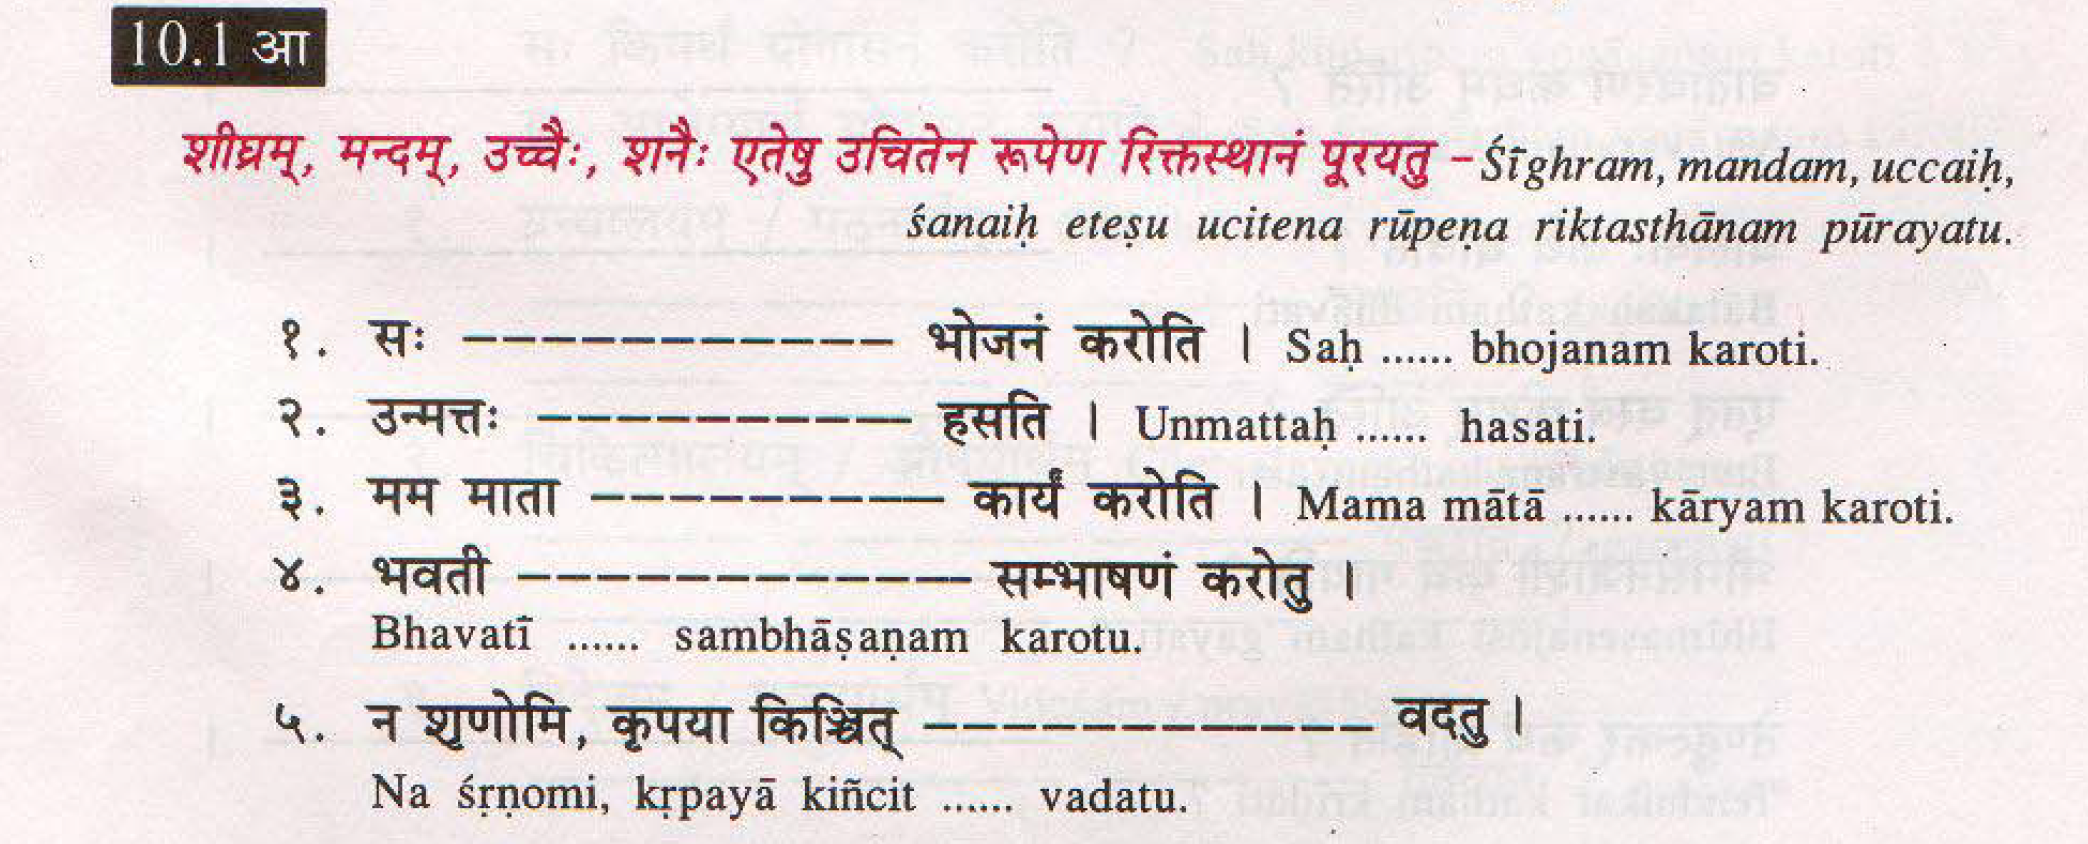 10.1 आ
शीघ्रम्, मन्दम्, उच्चैः, शनैः एतेषु उचितेन रूपेण रिक्तस्थानं पूरयतु – Śīghram, mandam, uccaiḥ,
śanaiḥ eteṣu ucitena rūpeṇa riktasthānam pūrayatu.
१. सः ----------- भोजनं करोति । Saḥ ...... bhojanam karoti.
२. उन्मत्तः ---------- हसति । Unmattaḥ ...... hasati.
३. मम माता --------- कार्यं करोति । Mama mātā ...... kāryam karoti.
४. भवती ------------ सम्भाषणं करोतु ।
Bhavatī ...... sambhāṣaṇam karotu.
५. न शृणोमि, कृपया किञ्चित् ------------ वदतु ।
Na śṛṇomi, kṛpayā kiñcit ...... vadatu.